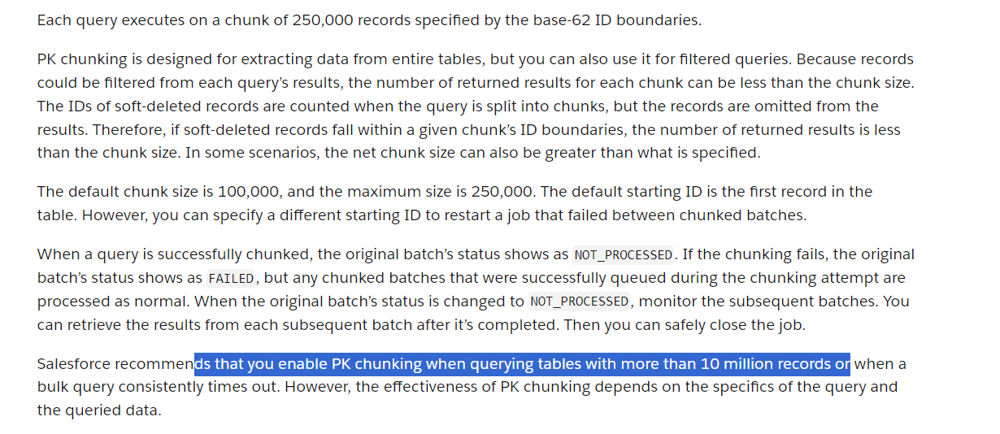 Each query executes on a chunk of 250,000 records specified by the base-62 ID boundaries.
PK chunking is designed for extracting data from entire tables, but you can also use it for filtered queries. Because records
could be filtered from each query’s results, the number of returned results for each chunk can be less than the chunk size.
The IDs of soft-deleted records are counted when the query is split into chunks, but the records are omitted from the
results. Therefore, if soft-deleted records fall within a given chunk’s ID boundaries, the number of returned results is less
than the chunk size. In some scenarios, the net chunk size can also be greater than what is specified.
The default chunk size is 100,000, and the maximum size is 250,000. The default starting ID is the first record in the
table. However, you can specify a different starting ID to restart a job that failed between chunked batches.
When a query is successfully chunked, the original batch’s status shows as NOT_PROCESSED. If the chunking fails, the original
batch’s status shows as FAILED, but any chunked batches that were successfully queued during the chunking attempt are
processed as normal. When the original batch’s status is changed to NOT_PROCESSED, monitor the subsequent batches. You
can retrieve the results from each subsequent batch after it’s completed. Then you can safely close the job.
Salesforce recommends that you enable PK chunking when querying tables with more than 10 million records or when a
bulk query consistently times out. However, the effectiveness of PK chunking depends on the specifics of the query and
the queried data.